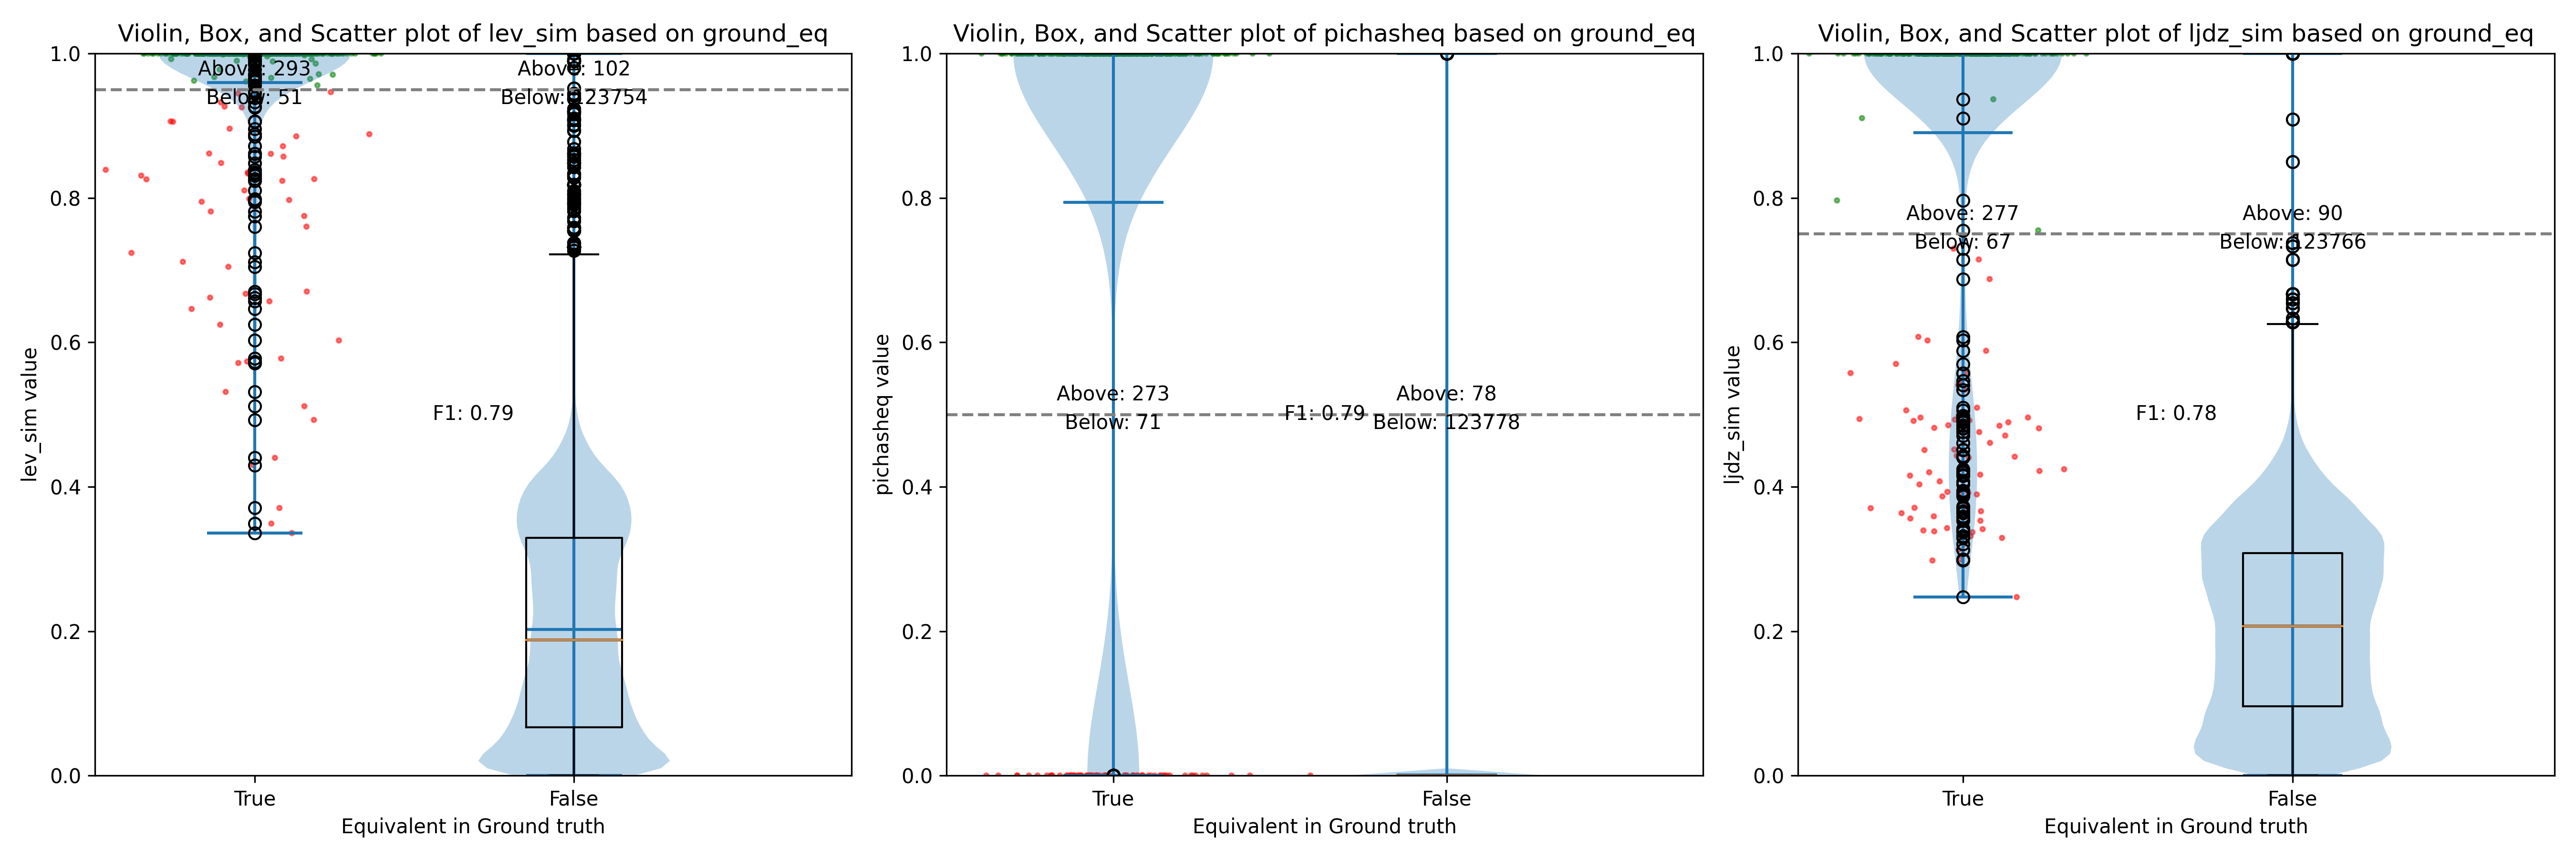 Violin, Box, and Scatter plot of lev_sim based on ground_eq
1.0
0.8
0.6
0.4
0.2
0.0
lev_sim value
Above: 293
Below: 51
Above: 102
Below: 123754
F1: 0.79
True
False
Equivalent in Ground truth
Violin, Box, and Scatter plot of pichasheq based on ground_eq
1.0
0.8
0.6
0.4
0.2
0.0
pichasheq value
Above: 273
Below: 71
F1: 0.79
Above: 78
Below: 123778
True
False
Equivalent in Ground truth
Violin, Box, and Scatter plot of ljdz_sim based on ground_eq
1.0
0.8
0.6
0.4
0.2
0.0
ljdz_sim value
Above: 277
Below: 67
Above: 90
Below: 123766
F1: 0.78
True
False
Equivalent in Ground truth